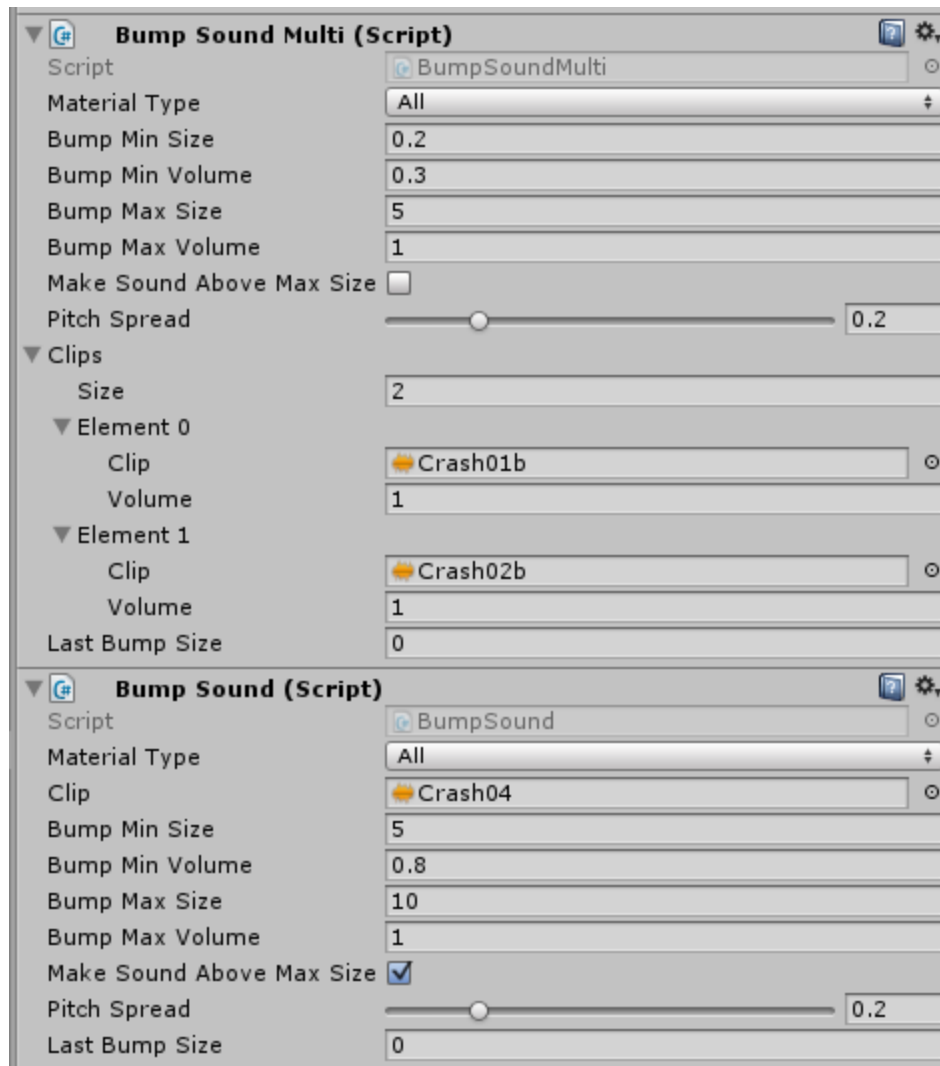 Bump Sound Multi (Script)
Script BumpSoundMulti
Material Type All
Bump Min Size 0.2
Bump Min Volume 0.3
Bump Max Size 5
Bump Max Volume 1
Make Sound Above Max Size
Pitch Spread 0.2
Clips
Size 2
Element 0
Clip Crash01b
Volume 1
Element 1
Clip Crash02b
Volume 1
Last Bump Size 0
Bump Sound (Script)
Script BumpSound
Material Type All
Clip Crash04
Bump Min Size 5
Bump Min Volume 0.8
Bump Max Size 10
Bump Max Volume 1
Make Sound Above Max Size
Pitch Spread 0.2
Last Bump Size 0